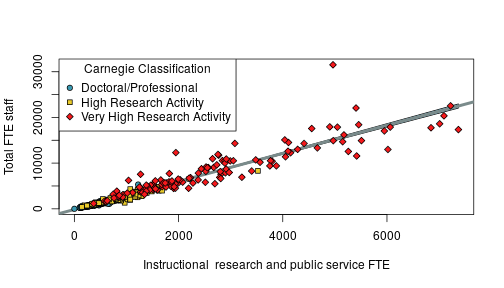 Carnegie Classification
Doctoral/Professional
High Research Activity
Very High Research Activity
Total FTE staff
30000
20000
10000
0
0
2000
4000
6000
Instructional research and public service FTE